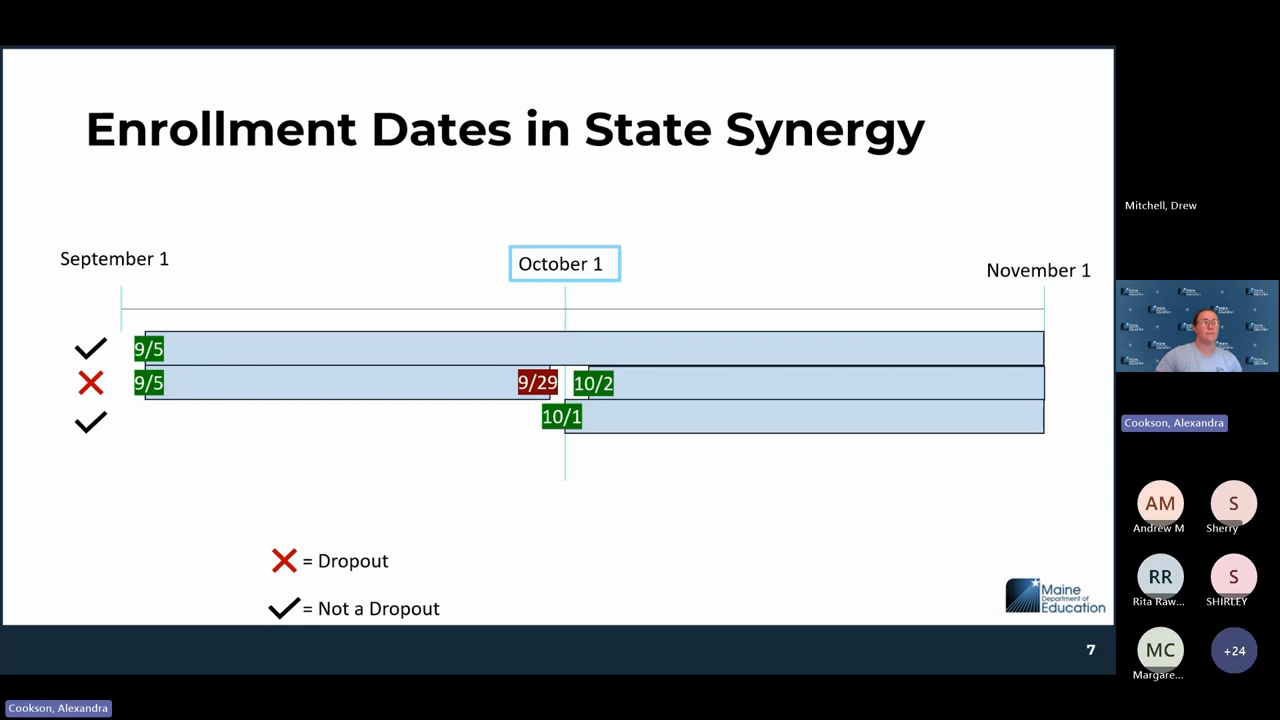 Enrollment Dates in State Synergy
September 1
October 1
November 1
9/5
9/5
9/29
10/2
10/1
= Dropout
= Not a Dropout
Maine
Department of
Education
7
Mitchell, Drew
Cookson, Alexandra
AM
Andrew M
S
Sherry
RR
Rita Raw...
S
SHIRLEY
MC
Margare...
+24
Cookson, Alexandra